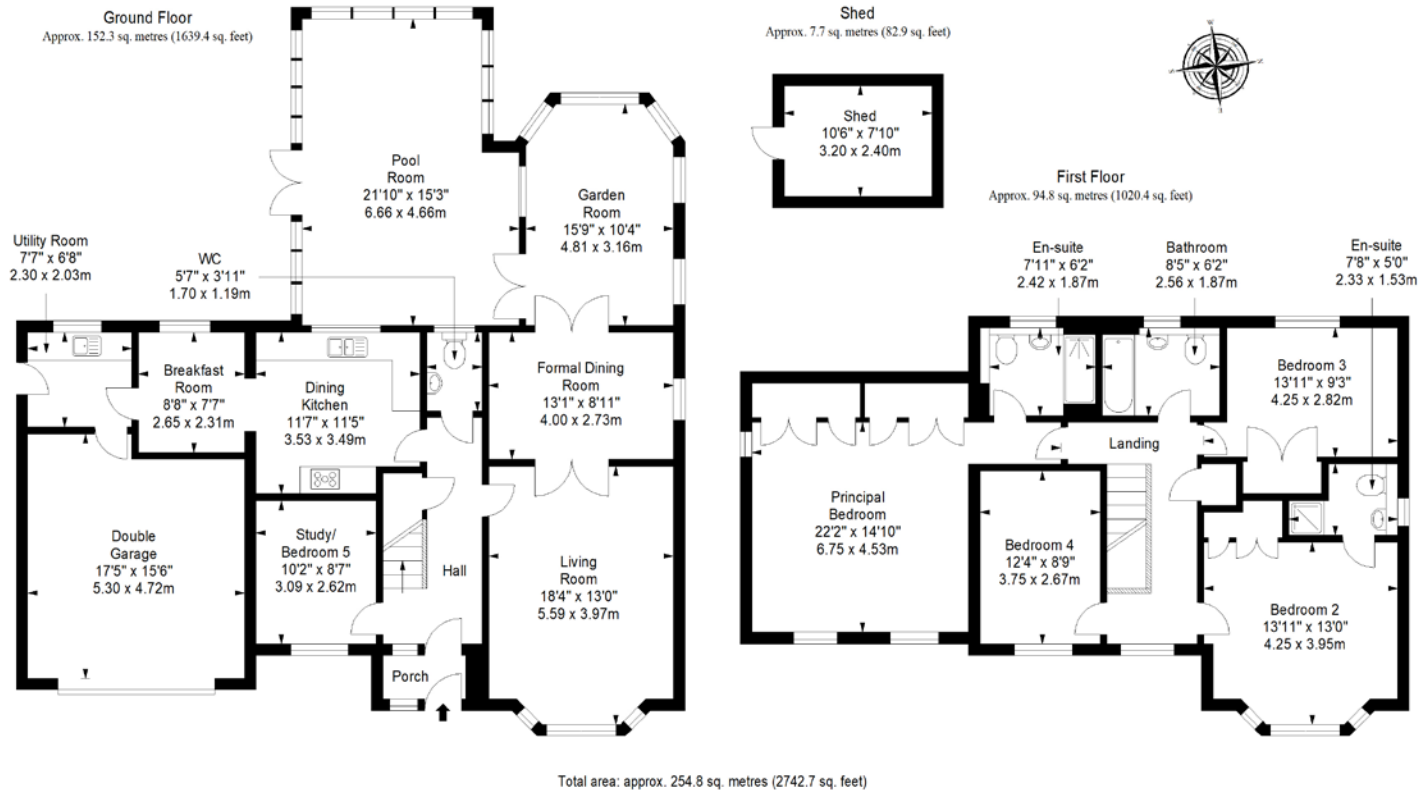 Ground Floor
Approx. 152.3 sq. metres (1639.4 sq. feet)
Shed
Approx. 7.7 sq. metres (82.9 sq. feet)
Shed
10'6" x 7'10"
3.20 x 2.40m
First Floor
Approx. 94.8 sq. metres (1020.4 sq. feet)
Pool
Room
21'10" x 15'3"
6.66 x 4.66m
Garden
Room
15'9" x 10'4"
4.81 x 3.16m
Utility Room
7'7" x 6'8"
2.30 x 2.03m
WC
5'7" x 3'11"
1.70 x 1.19m
Breakfast
Room
8'8" x 7'7"
2.65 x 2.31m
Dining
Kitchen
11'7" x 11'5"
3.53 x 3.49m
Formal Dining
Room
13'1" x 8'11"
4.00 x 2.73m
Double
Garage
17'5" x 15'6"
5.30 x 4.72m
Study/
Bedroom 5
10'2" x 8'7"
3.09 x 2.62m
Hall
Living
Room
18'4" x 13'0"
5.59 x 3.97m
Porch
En-suite
7'11" x 6'2"
2.42 x 1.87m
Bathroom
8'5" x 6'2"
2.56 x 1.87m
En-suite
7'8" x 5'0"
2.33 x 1.53m
Bedroom 3
13'11" x 9'3"
4.25 x 2.82m
Landing
Principal
Bedroom
22'2" x 14'10"
6.75 x 4.53m
Bedroom 4
12'4" x 8'9"
3.75 x 2.67m
Bedroom 2
13'11" x 13'0"
4.25 x 3.95m
Total area: approx. 254.8 sq. metres (2742.7 sq. feet)